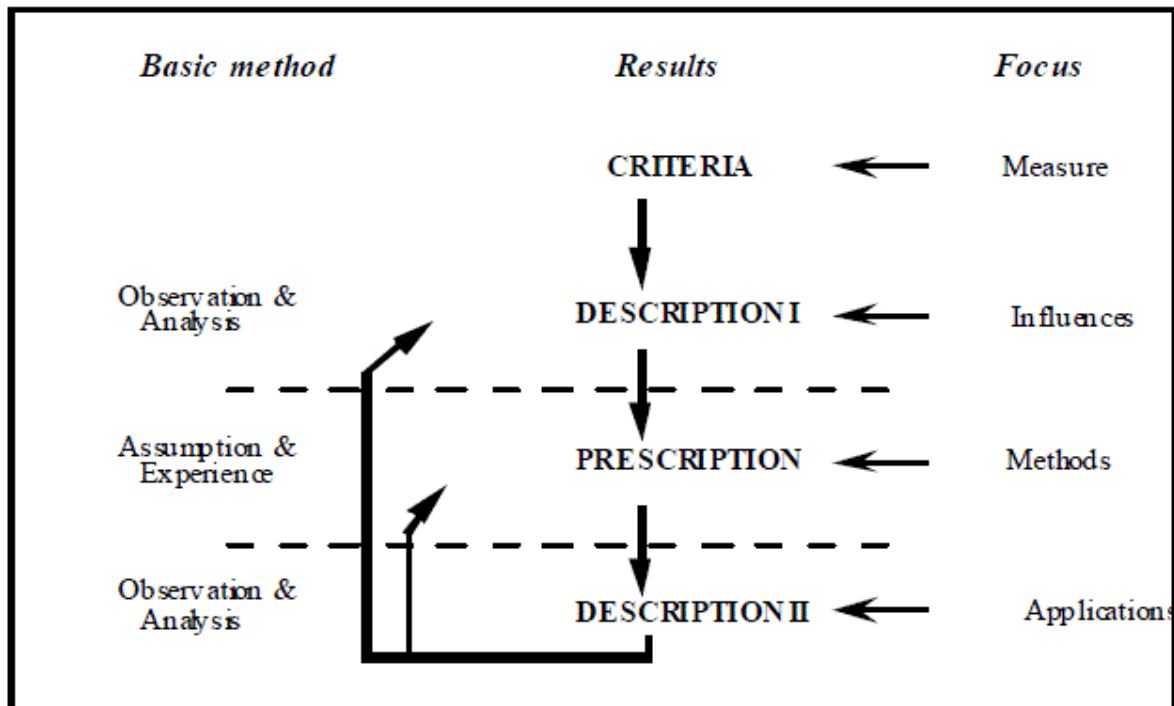 Basic method Results Focus
CRITERIA Measure
Observation &
Analysis
DESCRIPTION I Influences
Assumption &
Experience
PRESCRIPTION Methods
Observation &
Analysis
DESCRIPTION II Applications